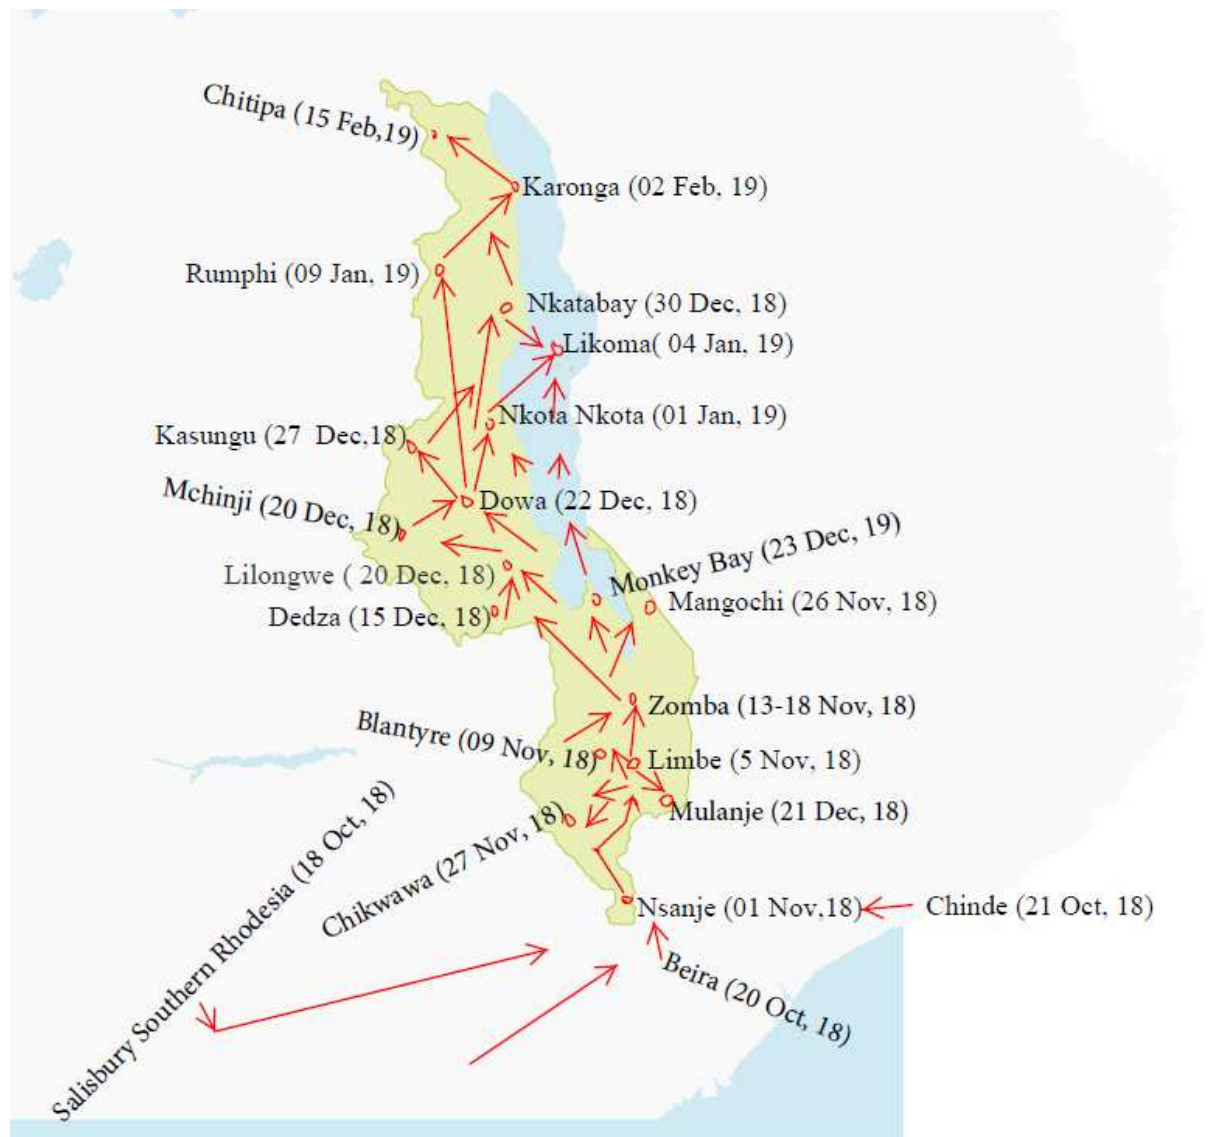 Chitipa (15 Feb,19)
Karonga (02 Feb, 19)
Rumphi (09 Jan, 19)
Nkatabay (30 Dec, 18)
Likoma( 04 Jan, 19)
Nkota Nkota (01 Jan, 19)
Kasungu (27 Dec,18)
Mchinji (20 Dec, 18)
Dowa (22 Dec, 18)
Monkey Bay (23 Dec, 19)
Lilongwe ( 20 Dec, 18)
Mangochi (26 Nov, 18)
Dedza (15 Dec, 18)
Zomba (13-18 Nov, 18)
Blantyre (09 Nov, 18)
Limbe (5 Nov, 18)
Mulanje (21 Dec, 18)
Chikwawa (27 Nov, 18)
Salisbury Southern Rhodesia (18 Oct, 18)
Nsanje (01 Nov,18)
Chinde (21 Oct, 18)
Beira (20 Oct, 18)